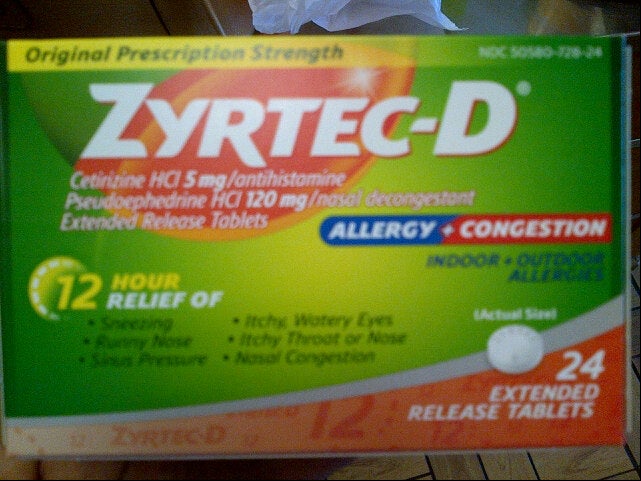 Original Prescription Strength
NDC 50580-728-24
ZYRTEC-D®
Cetirizine HCl 5 mg/antihistamine
Pseudoephedrine HCl 120 mg/nasal decongestant
Extended Release Tablets
ALLERGY + CONGESTION
INDOOR + OUTDOOR
ALLERGIES
12 HOUR
RELIEF OF
• Sneezing
• Runny Nose
• Sinus Pressure
• Itchy, Watery Eyes
• Itchy Throat or Nose
• Nasal Congestion
(Actual Size)
24
EXTENDED
RELEASE TABLETS
ZYRTEC-D
12
12